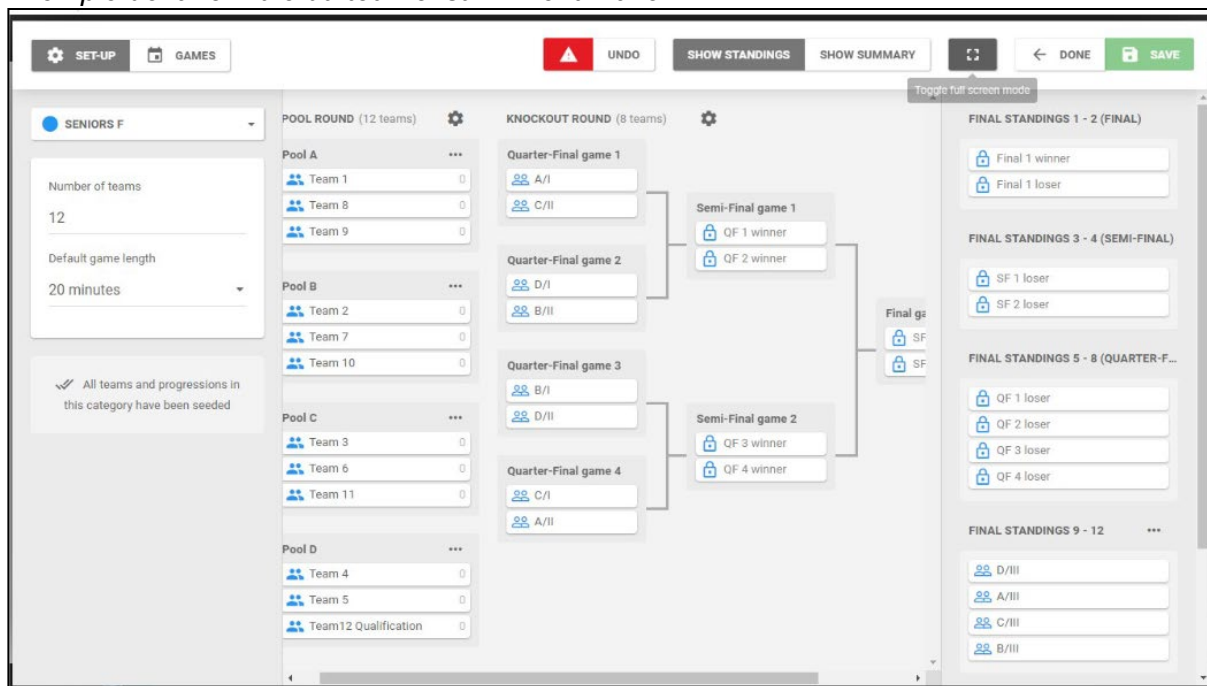 SET-UP
GAMES
UNDO
SHOW STANDINGS
SHOW SUMMARY
DONE
SAVE
Toggle full screen mode
SENIORS F
Number of teams
12
Default game length
20 minutes
All teams and progressions in
this category have been seeded
POOL ROUND (12 teams)
Pool A
Team 1 0
Team 8 0
Team 9 0
Pool B
Team 2 0
Team 7 0
Team 10 0
Pool C
Team 3 0
Team 6 0
Team 11 0
Pool D
Team 4 0
Team 5 0
Team12 Qualification 0
KNOCKOUT ROUND (8 teams)
Quarter-Final game 1
A/I
C/II
Quarter-Final game 2
D/I
B/II
Quarter-Final game 3
B/I
D/II
Quarter-Final game 4
C/I
A/II
Semi-Final game 1
QF 1 winner
QF 2 winner
Semi-Final game 2
QF 3 winner
QF 4 winner
Final ga
SF
SF
FINAL STANDINGS 1 - 2 (FINAL)
Final 1 winner
Final 1 loser
FINAL STANDINGS 3 - 4 (SEMI-FINAL)
SF 1 loser
SF 2 loser
FINAL STANDINGS 5 - 8 (QUARTER-F...
QF 1 loser
QF 2 loser
QF 3 loser
QF 4 loser
FINAL STANDINGS 9 - 12
D/III
A/III
C/III
B/III